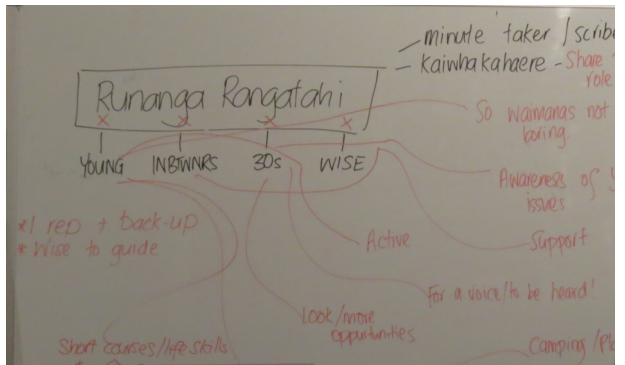 minute taker / scribe
kaiwhakahaere - Share
role
Runanga Rangatahi
So Waimanas not
boring
YOUNG INBTWNRS 30s WISE
Awareness of
issues
*1 rep + back-up
* Wise to guide
Active
Support
For a voice/to be heard!
Look/more
oppurtunities
Short courses/life skills
Camping /